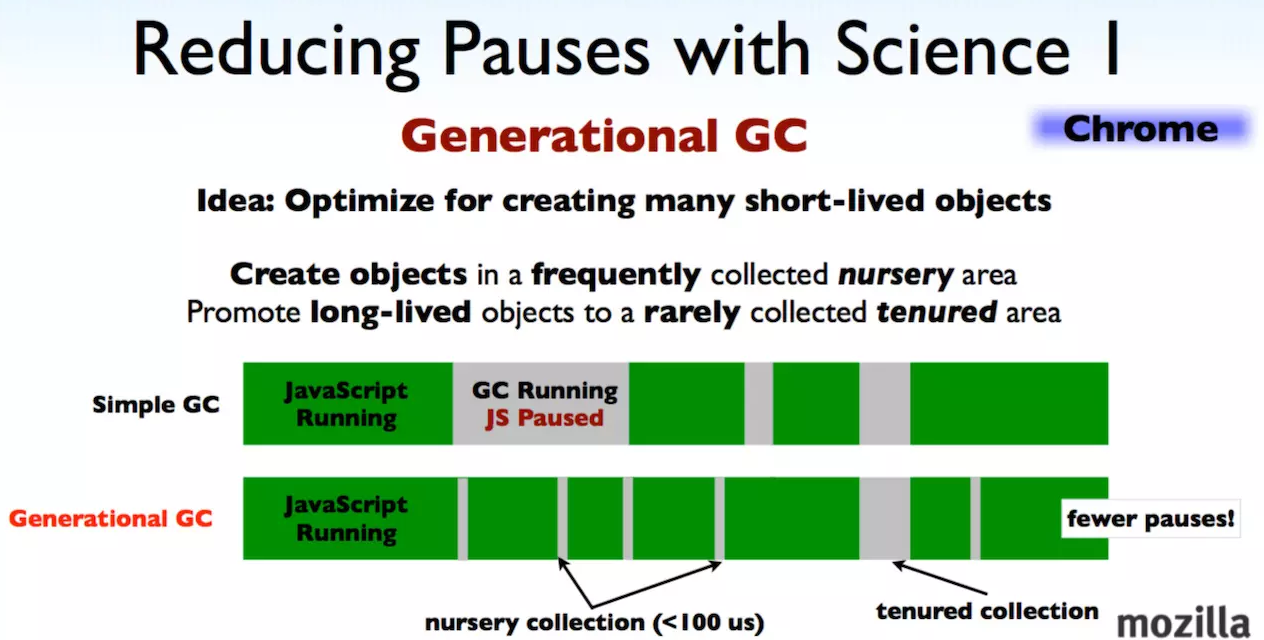 Reducing Pauses with Science 1
Generational GC
Chrome
Idea: Optimize for creating many short-lived objects
Create objects in a frequently collected nursery area
Promote long-lived objects to a rarely collected tenured area
Simple GC
JavaScript
Running
GC Running
JS Paused
Generational GC
JavaScript
Running
fewer pauses!
nursery collection (<100 us)
tenured collection
mozilla